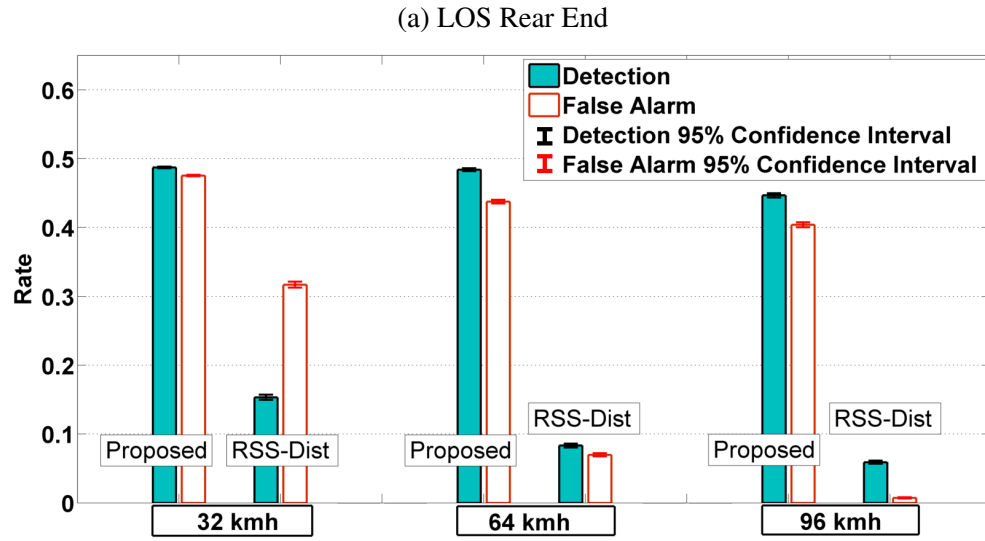 (a) LOS Rear End
Detection
False Alarm
Detection 95% Confidence Interval
False Alarm 95% Confidence Interval
Rate
0.6
0.5
0.4
0.3
0.2
0.1
0
Proposed
RSS-Dist
Proposed
RSS-Dist
Proposed
RSS-Dist
32 kmh
64 kmh
96 kmh